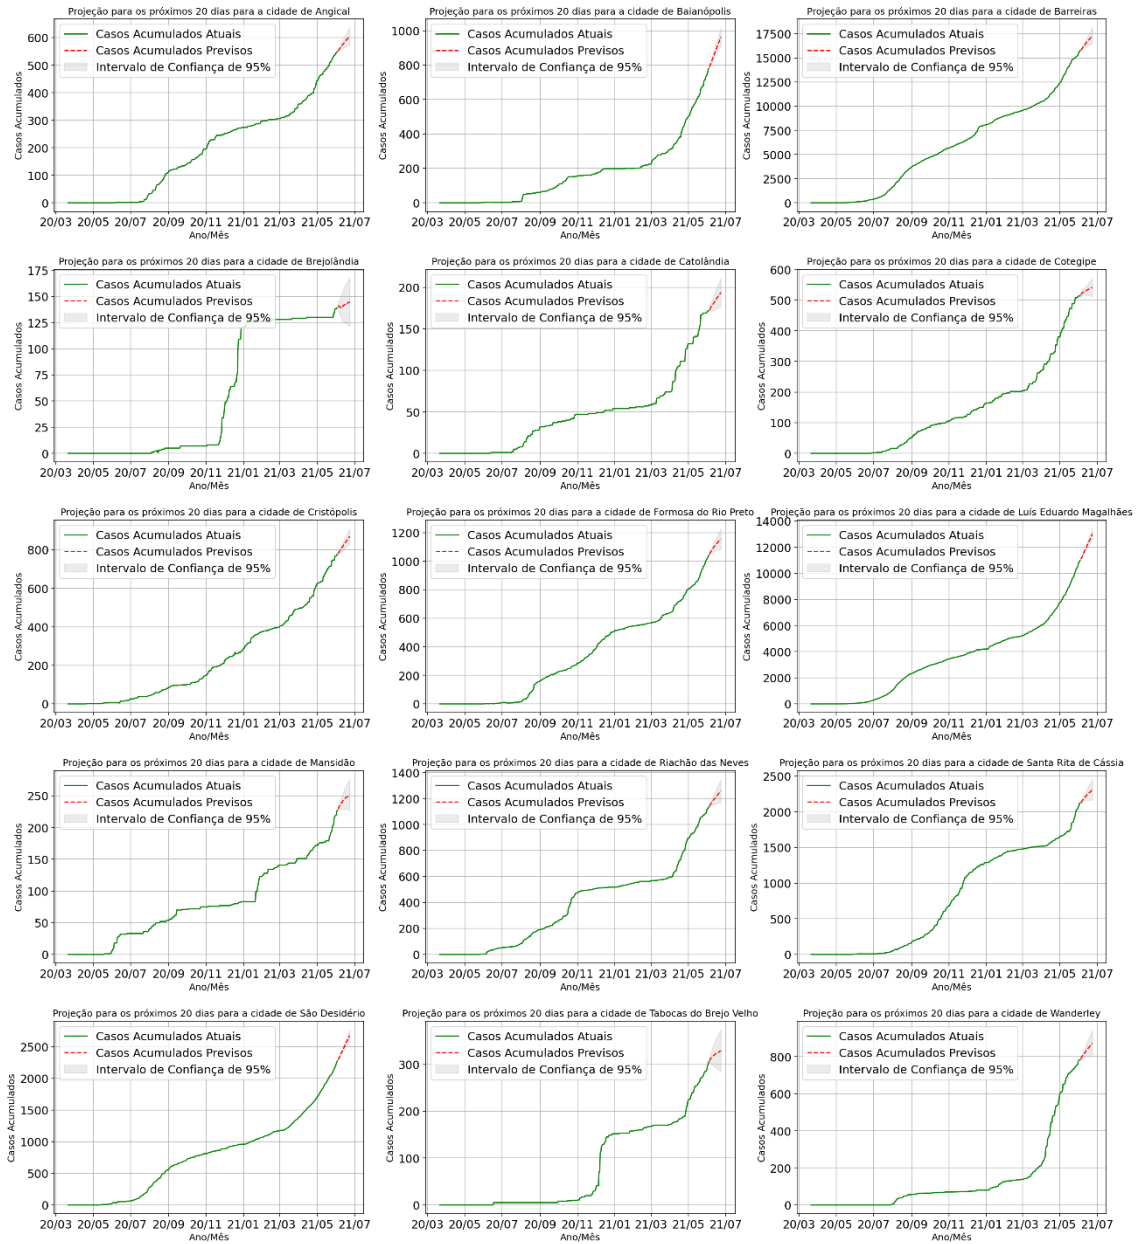 Projeção para os próximos 20 dias para a cidade de Angical
Casos Acumulados
600
500
400
300
200
100
0
Casos Acumulados Atuais
Casos Acumulados Previsos
Intervalo de Confiança de 95%
20/03 20/05 20/07 20/09 20/11 21/01 21/03 21/05 21/07
Ano/Mês
Projeção para os próximos 20 dias para a cidade de Baianópolis
Casos Acumulados
1000
800
600
400
200
0
Casos Acumulados Atuais
Casos Acumulados Previsos
Intervalo de Confiança de 95%
20/03 20/05 20/07 20/09 20/11 21/01 21/03 21/05 21/07
Ano/Mês
Projeção para os próximos 20 dias para a cidade de Barreiras
Casos Acumulados
17500
15000
12500
10000
7500
5000
2500
0
Casos Acumulados Atuais
Casos Acumulados Previsos
Intervalo de Confiança de 95%
20/03 20/05 20/07 20/09 20/11 21/01 21/03 21/05 21/07
Ano/Mês
Projeção para os próximos 20 dias para a cidade de Brejolândia
Casos Acumulados
175
150
125
100
75
50
25
0
Casos Acumulados Atuais
Casos Acumulados Previsos
Intervalo de Confiança de 95%
20/03 20/05 20/07 20/09 20/11 21/01 21/03 21/05 21/07
Ano/Mês
Projeção para os próximos 20 dias para a cidade de Catolândia
Casos Acumulados
200
150
100
50
0
Casos Acumulados Atuais
Casos Acumulados Previsos
Intervalo de Confiança de 95%
20/03 20/05 20/07 20/09 20/11 21/01 21/03 21/05 21/07
Ano/Mês
Projeção para os próximos 20 dias para a cidade de Cotegipe
Casos Acumulados
600
500
400
300
200
100
0
Casos Acumulados Atuais
Casos Acumulados Previsos
Intervalo de Confiança de 95%
20/03 20/05 20/07 20/09 20/11 21/01 21/03 21/05 21/07
Ano/Mês
Projeção para os próximos 20 dias para a cidade de Cristópolis
Casos Acumulados
800
600
400
200
0
Casos Acumulados Atuais
Casos Acumulados Previsos
Intervalo de Confiança de 95%
20/03 20/05 20/07 20/09 20/11 21/01 21/03 21/05 21/07
Ano/Mês
Projeção para os próximos 20 dias para a cidade de Formosa do Rio Preto
Casos Acumulados
1200
1000
800
600
400
200
0
Casos Acumulados Atuais
Casos Acumulados Previsos
Intervalo de Confiança de 95%
20/03 20/05 20/07 20/09 20/11 21/01 21/03 21/05 21/07
Ano/Mês
Projeção para os próximos 20 dias para a cidade de Luís Eduardo Magalhães
Casos Acumulados
14000
12000
10000
8000
6000
4000
2000
0
Casos Acumulados Atuais
Casos Acumulados Previsos
Intervalo de Confiança de 95%
20/03 20/05 20/07 20/09 20/11 21/01 21/03 21/05 21/07
Ano/Mês
Projeção para os próximos 20 dias para a cidade de Mansidão
Casos Acumulados
250
200
150
100
50
0
Casos Acumulados Atuais
Casos Acumulados Previsos
Intervalo de Confiança de 95%
20/03 20/05 20/07 20/09 20/11 21/01 21/03 21/05 21/07
Ano/Mês
Projeção para os próximos 20 dias para a cidade de Riachão das Neves
Casos Acumulados
1400
1200
1000
800
600
400
200
0
Casos Acumulados Atuais
Casos Acumulados Previsos
Intervalo de Confiança de 95%
20/03 20/05 20/07 20/09 20/11 21/01 21/03 21/05 21/07
Ano/Mês
Projeção para os próximos 20 dias para a cidade de Santa Rita de Cássia
Casos Acumulados
2500
2000
1500
1000
500
0
Casos Acumulados Atuais
Casos Acumulados Previsos
Intervalo de Confiança de 95%
20/03 20/05 20/07 20/09 20/11 21/01 21/03 21/05 21/07
Ano/Mês
Projeção para os próximos 20 dias para a cidade de São Desidério
Casos Acumulados
2500
2000
1500
1000
500
0
Casos Acumulados Atuais
Casos Acumulados Previsos
Intervalo de Confiança de 95%
20/03 20/05 20/07 20/09 20/11 21/01 21/03 21/05 21/07
Ano/Mês
Projeção para os próximos 20 dias para a cidade de Tabocas do Brejo Velho
Casos Acumulados
300
200
100
0
Casos Acumulados Atuais
Casos Acumulados Previsos
Intervalo de Confiança de 95%
20/03 20/05 20/07 20/09 20/11 21/01 21/03 21/05 21/07
Ano/Mês
Projeção para os próximos 20 dias para a cidade de Wanderley
Casos Acumulados
800
600
400
200
0
Casos Acumulados Atuais
Casos Acumulados Previsos
Intervalo de Confiança de 95%
20/03 20/05 20/07 20/09 20/11 21/01 21/03 21/05 21/07
Ano/Mês